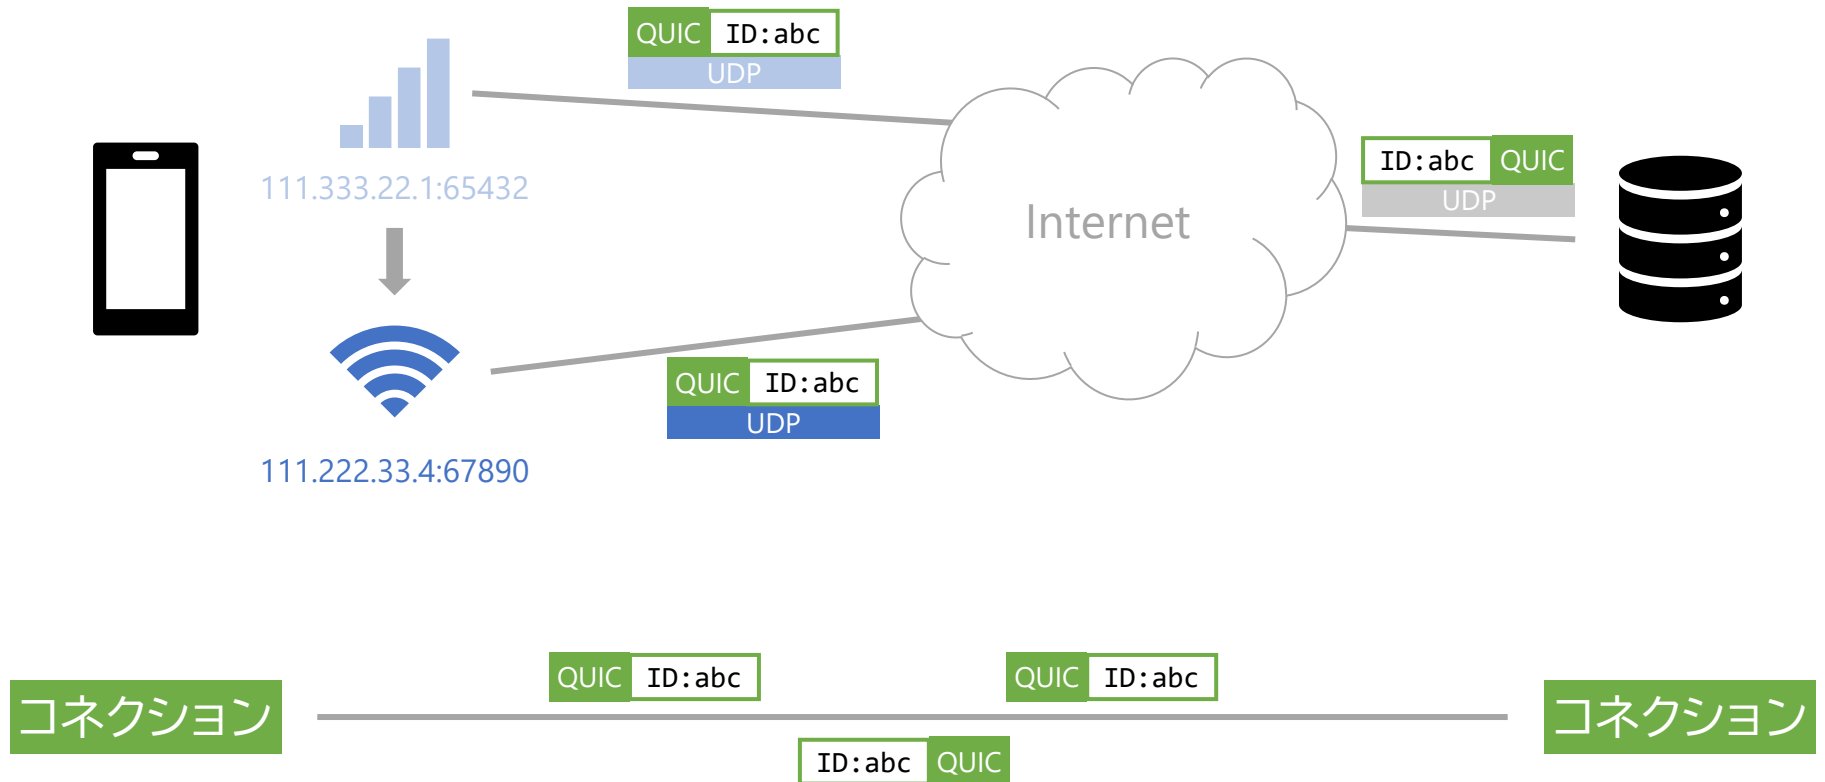 QUIC ID:abc
UDP
111.333.22.1:65432
Internet
ID:abc QUIC
UDP
QUIC ID:abc
UDP
111.222.33.4:67890
QUIC ID:abc
QUIC ID:abc
コネクション
コネクション
ID:abc QUIC